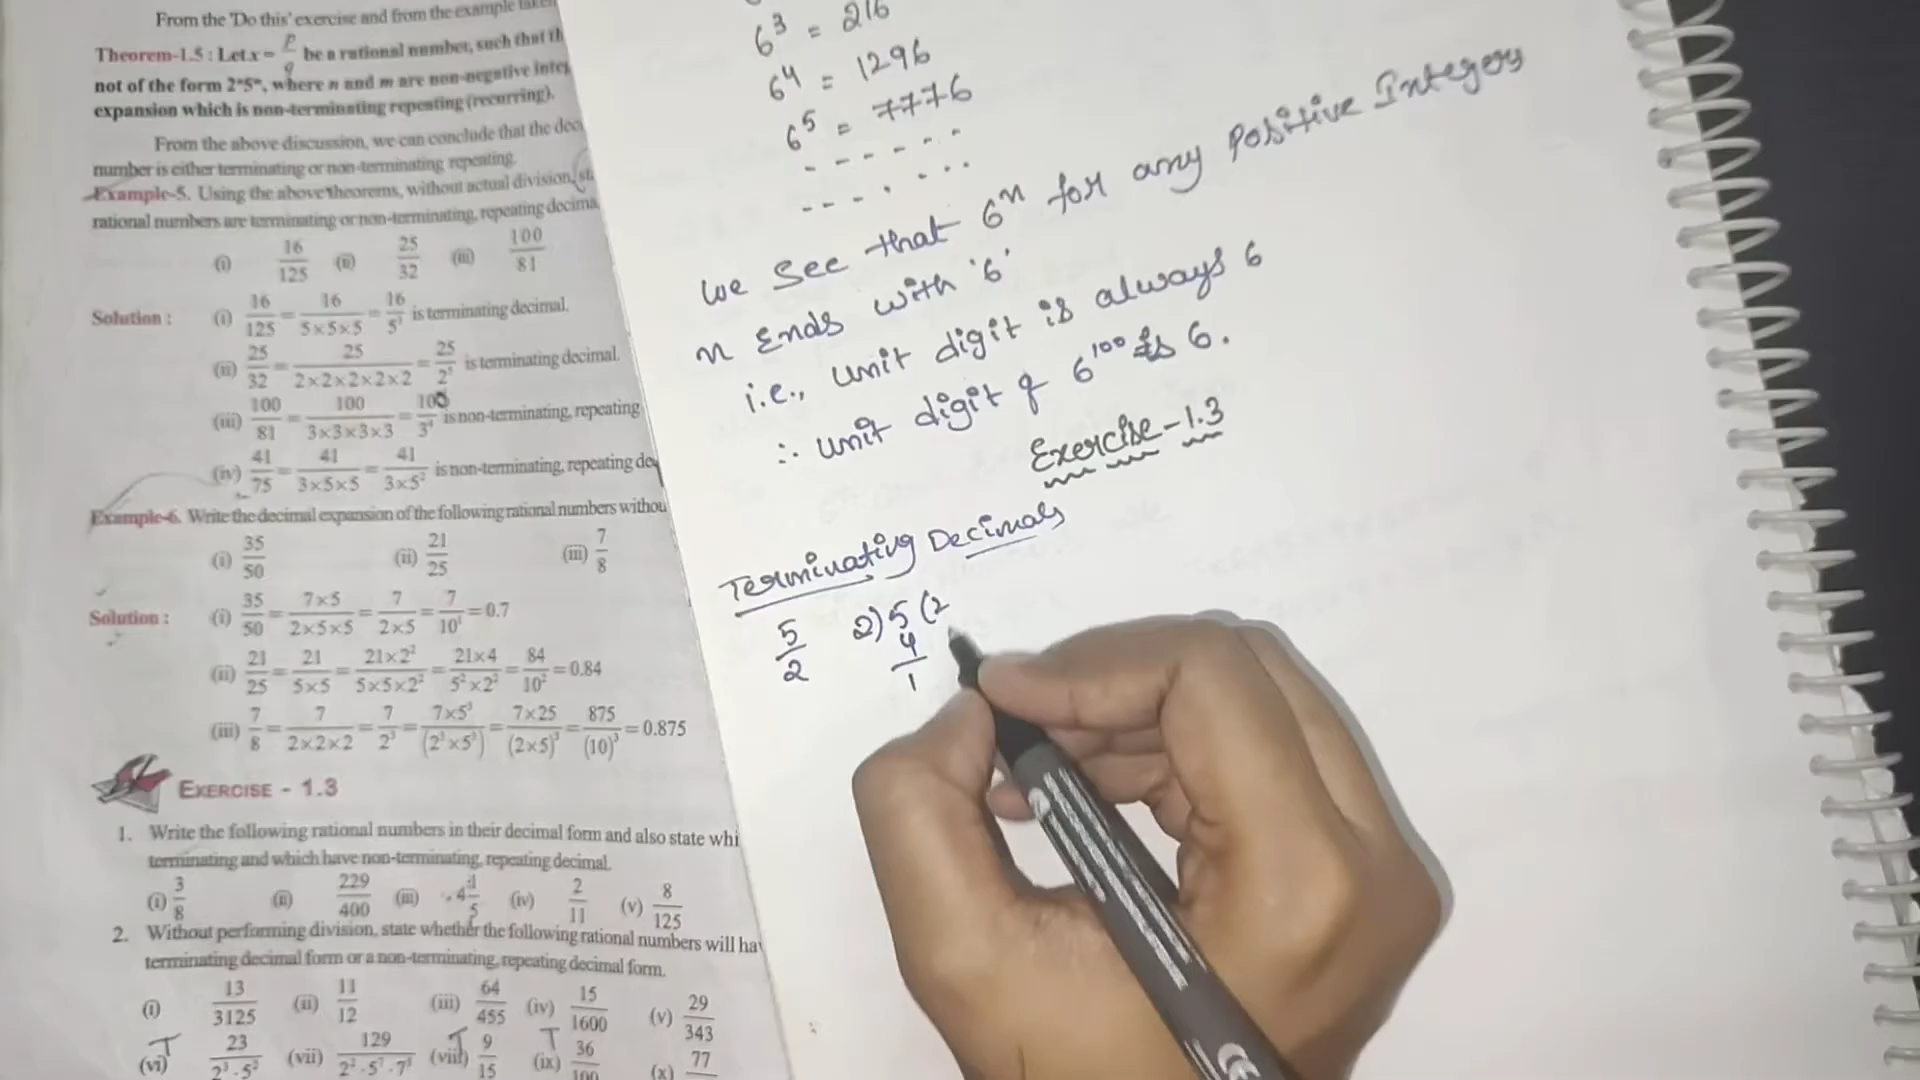 From the 'Do this' exercise and from the example taken
Theorem-1.5 : Let x = p/q be a rational number, such that th
not of the form 2ⁿ5ᵐ, where n and m are non-negative integ
expansion which is non-terminating repeating (recurring).
From the above discussion, we can conclude that the deci
number is either terminating or non-terminating repeating.
Example-5. Using the above theorems, without actual division, st
rational numbers are terminating or non-terminating, repeating decima
(i) 16/125 (ii) 25/32 (iii) 100/81
Solution : (i) 16/125 = 16/5×5×5 = 16/5³ is terminating decimal.
(ii) 25/32 = 25/2×2×2×2×2 = 25/2⁵ is terminating decimal.
(iii) 100/81 = 100/3×3×3×3 = 100/3⁴ is non-terminating, repeating
(iv) 41/75 = 41/3×5×5 = 41/3×5² is non-terminating, repeating de
Example-6. Write the decimal expansion of the following rational numbers withou
(i) 35/50 (ii) 21/25 (iii) 7/8
Solution : (i) 35/50 = 7×5/2×5×5 = 7/2×5 = 7/10¹ = 0.7
(ii) 21/25 = 21/5×5 = 21×2²/5×5×2² = 21×4/5²×2² = 84/10² = 0.84
(iii) 7/8 = 7/2×2×2 = 7/2³ = 7×5³/(2³×5³) = 7×25/(2×5)³ = 875/(10)³ = 0.875
EXERCISE - 1.3
1. Write the following rational numbers in their decimal form and also state whi
terminating and which have non-terminating, repeating decimal.
(i) 3/8 (ii) 229/400 (iii) 4 1/5 (iv) 2/11 (v) 8/125
2. Without performing division, state whether the following rational numbers will ha
terminating decimal form or a non-terminating, repeating decimal form.
(i) 13/3125 (ii) 11/12 (iii) 64/455 (iv) 15/1600 (v) 29/343
T T T
(vi) 23/2³·5² (vii) 129/2²·5⁷·7⁵ (viii) 9/15 (ix) 36/100 (x) 77
6³ = 216
6⁴ = 1296
6⁵ = 7776
we See that 6ⁿ for any Positive Integer
n Ends with '6'
i.e., unit digit is always 6
∴ unit digit of 6¹⁰⁰ is 6.
Exercise-1.3
Terminating Decimals
5/2 2)5(2
4
1